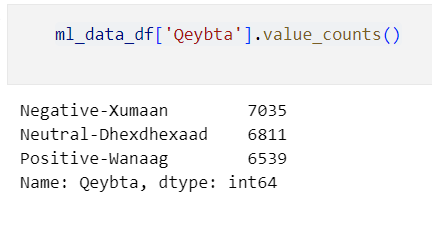 ml_data_df['Qeybta'].value_counts()
Negative-Xumaan 7035
Neutral-Dhexdhexaad 6811
Positive-Wanaag 6539
Name: Qeybta, dtype: int64